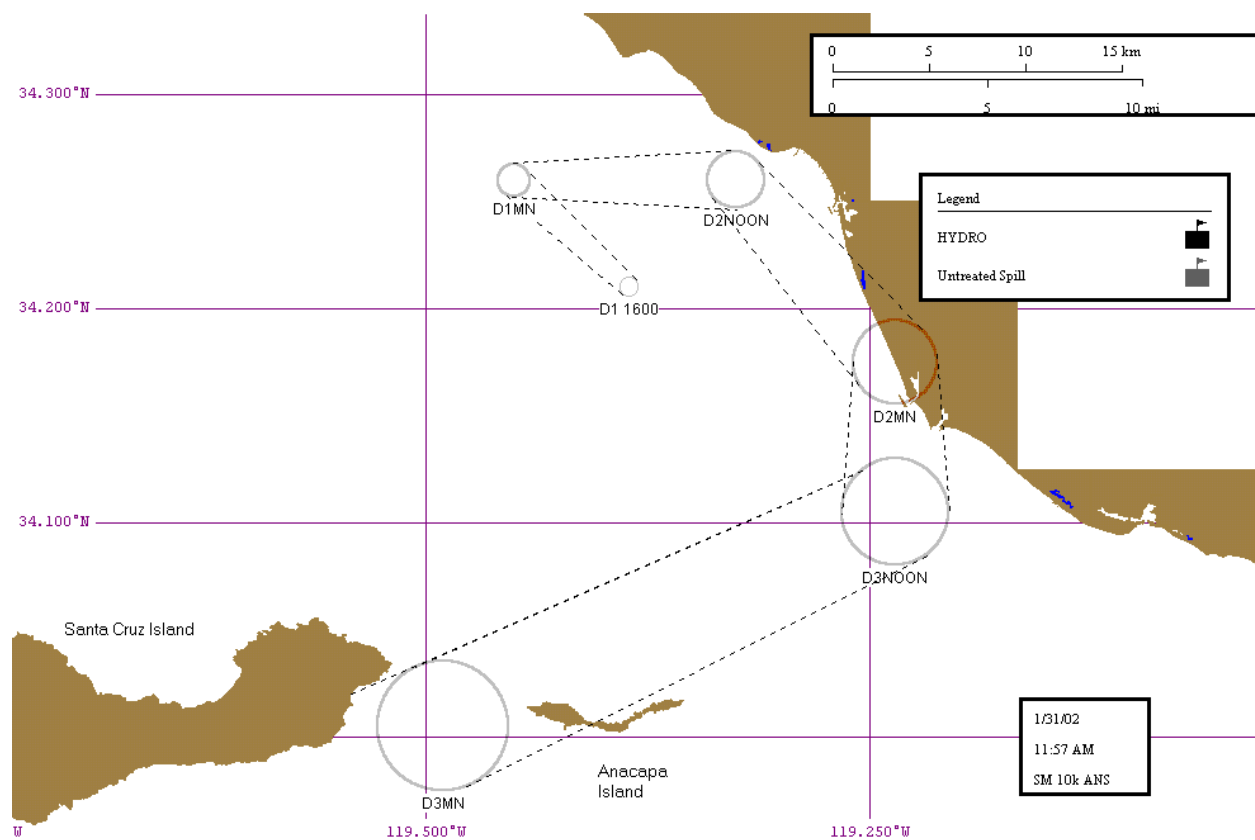 0 5 10 15 km
0 5 10 mi
34.300°N
Legend
HYDRO
Untreated Spill
D1MN
D2NOON
D1 1600
34.200°N
D2MN
34.100°N
D3NOON
Santa Cruz Island
1/31/02
11:57 AM
SM 10k ANS
Anacapa
Island
D3MN
W 119.500°W 119.250°W